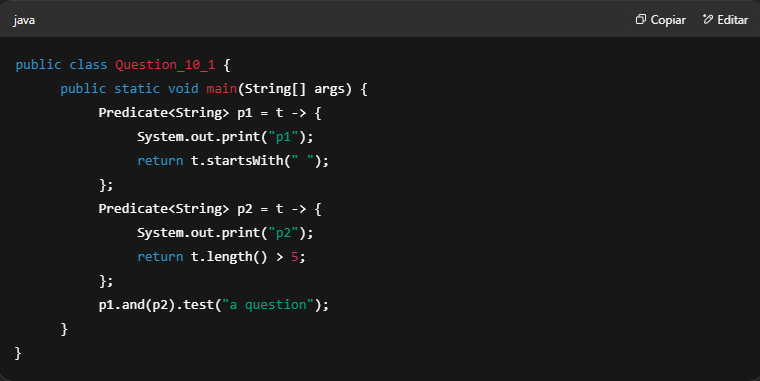 java Copiar Editar
public class Question_10_1 {
public static void main(String[] args) {
Predicate<String> p1 = t -> {
System.out.print("p1");
return t.startsWith(" ");
};
Predicate<String> p2 = t -> {
System.out.print("p2");
return t.length() > 5;
};
p1.and(p2).test("a question");
}
}